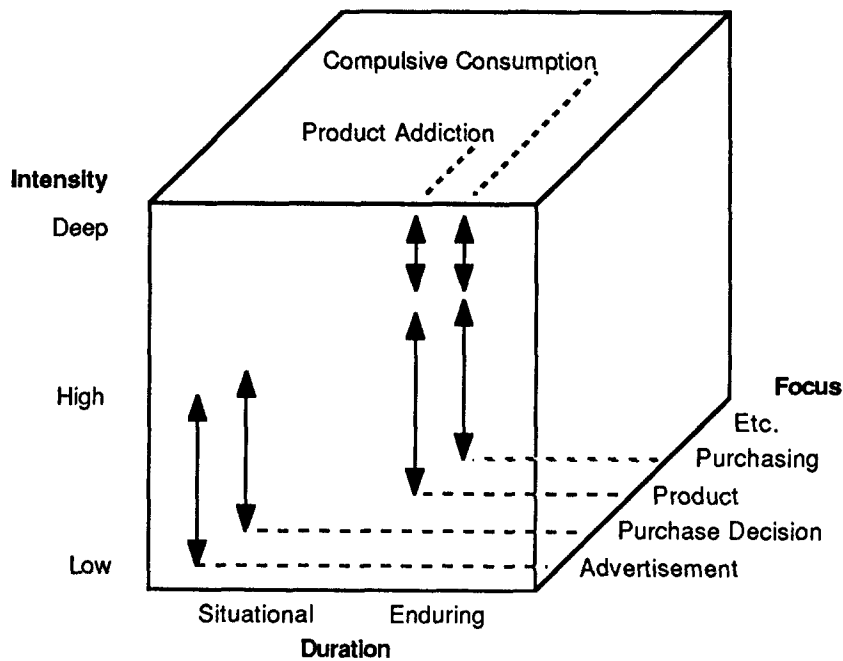 Compulsive Consumption
Product Addiction
Intensity
Deep
High
Focus
Etc.
Purchasing
Product
Purchase Decision
Low
Advertisement
Situational
Enduring
Duration